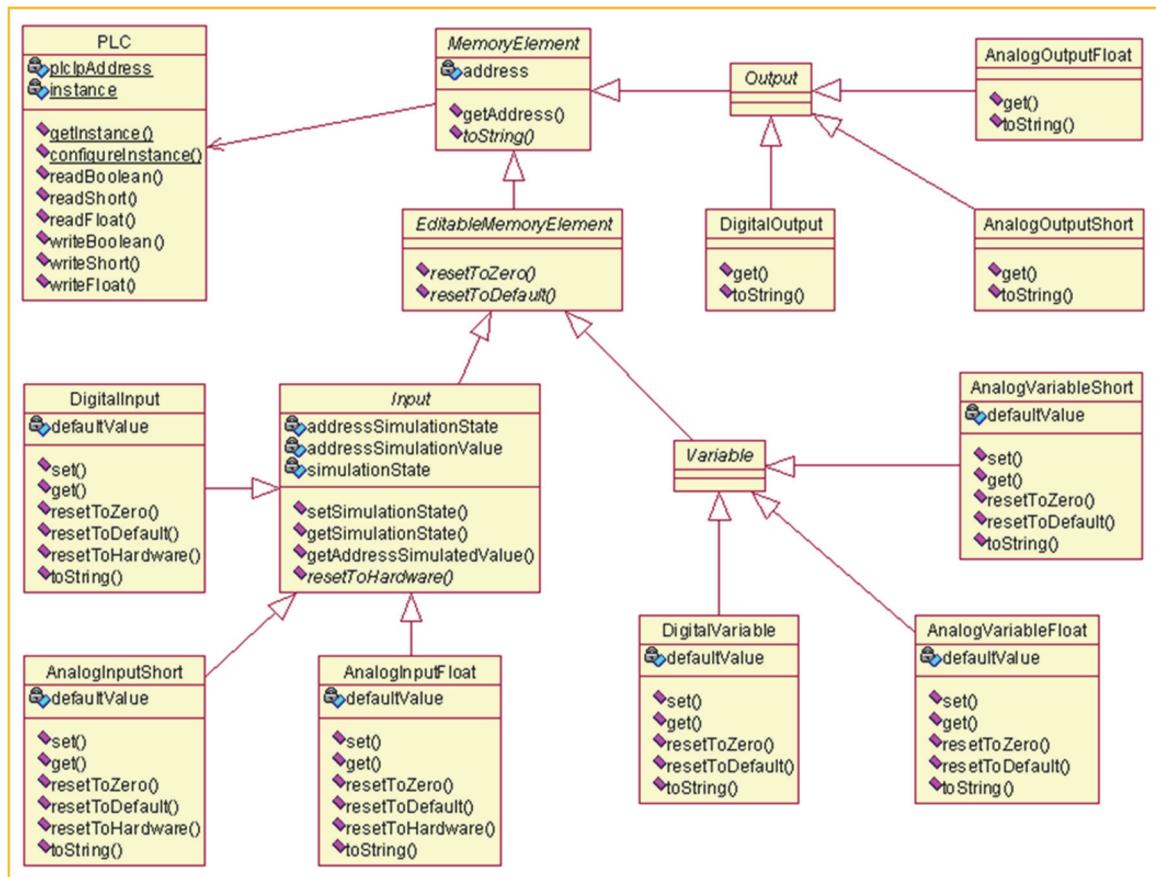 PLC
plcIpAddress
instance
getInstance()
configureInstance()
readBoolean()
readShort()
readFloat()
writeBoolean()
writeShort()
writeFloat()
MemoryElement
address
getAddress()
toString()
Output
AnalogOutputFloat
get()
toString()
EditableMemoryElement
resetToZero()
resetToDefault()
DigitalOutput
get()
toString()
AnalogOutputShort
get()
toString()
DigitalInput
defaultValue
set()
get()
resetToZero()
resetToDefault()
resetToHardware()
toString()
Input
addressSimulationState
addressSimulationValue
simulationState
setSimulationState()
getSimulationState()
getAddressSimulatedValue()
resetToHardware()
Variable
AnalogVariableShort
defaultValue
set()
get()
resetToZero()
resetToDefault()
toString()
AnalogInputShort
defaultValue
set()
get()
resetToZero()
resetToDefault()
resetToHardware()
toString()
AnalogInputFloat
defaultValue
set()
get()
resetToZero()
resetToDefault()
resetToHardware()
toString()
DigitalVariable
defaultValue
set()
get()
resetToZero()
resetToDefault()
toString()
AnalogVariableFloat
defaultValue
set()
get()
resetToZero()
resetToDefault()
toString()